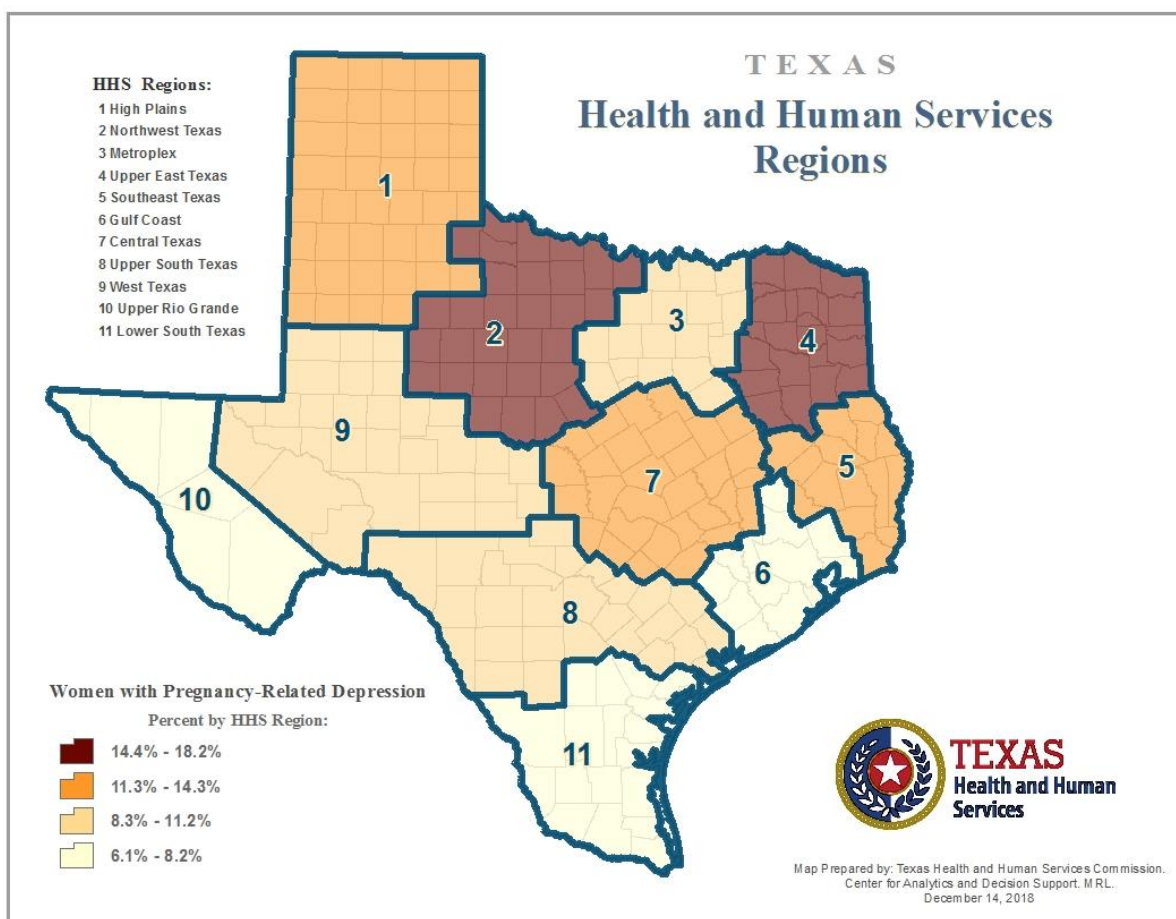 TEXAS
Health and Human Services
Regions
HHS Regions:
1 High Plains
2 Northwest Texas
3 Metroplex
4 Upper East Texas
5 Southeast Texas
6 Gulf Coast
7 Central Texas
8 Upper South Texas
9 West Texas
10 Upper Rio Grande
11 Lower South Texas
1
2
3
4
5
6
7
8
9
10
11
Women with Pregnancy-Related Depression
Percent by HHS Region:
14.4% - 18.2%
11.3% - 14.3%
8.3% - 11.2%
6.1% - 8.2%
TEXAS
Health and Human
Services
Map Prepared by: Texas Health and Human Services Commission.
Center for Analytics and Decision Support. MRL.
December 14, 2018